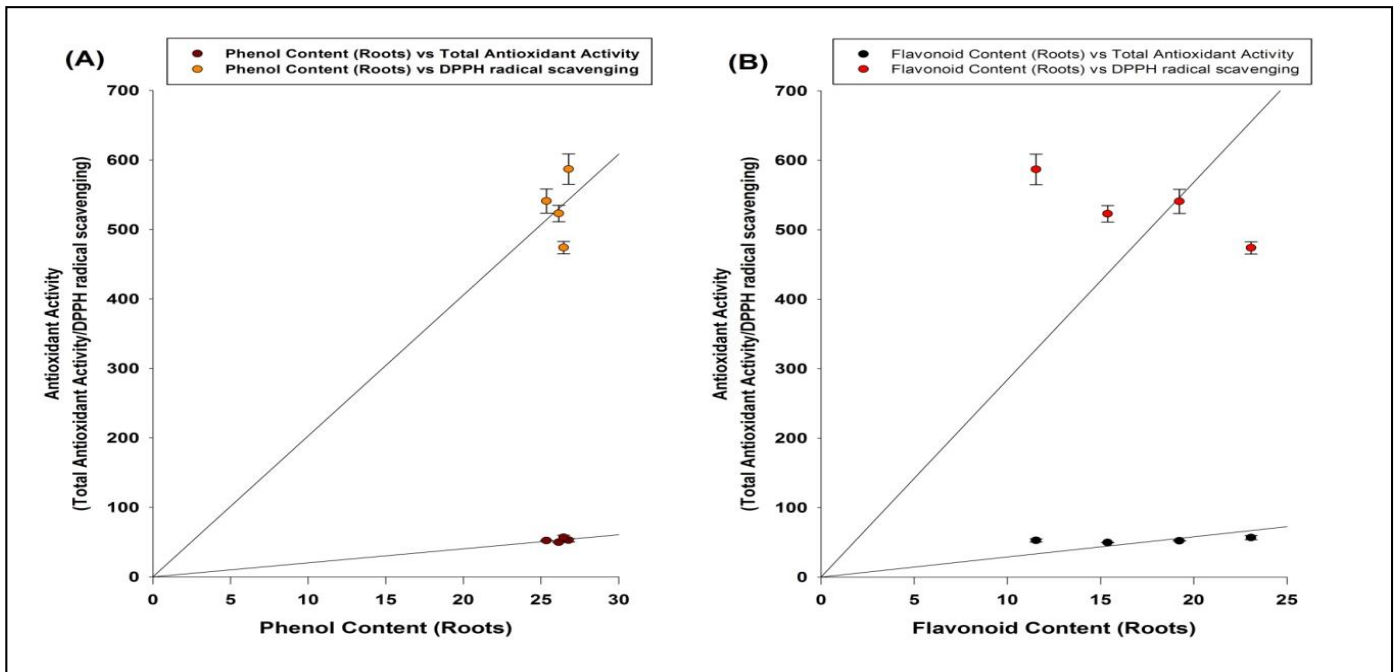 (A)
Phenol Content (Roots) vs Total Antioxidant Activity
Phenol Content (Roots) vs DPPH radical scavenging
700
600
500
400
300
200
100
0
0 5 10 15 20 25 30
Antioxidant Activity
(Total Antioxidant Activity/DPPH radical scavenging)
Phenol Content (Roots)
(B)
Flavonoid Content (Roots) vs Total Antioxidant Activity
Flavonoid Content (Roots) vs DPPH radical scavenging
700
600
500
400
300
200
100
0
0 5 10 15 20 25
Antioxidant Activity
(Total Antioxidant Activity/DPPH radical scavenging)
Flavonoid Content (Roots)